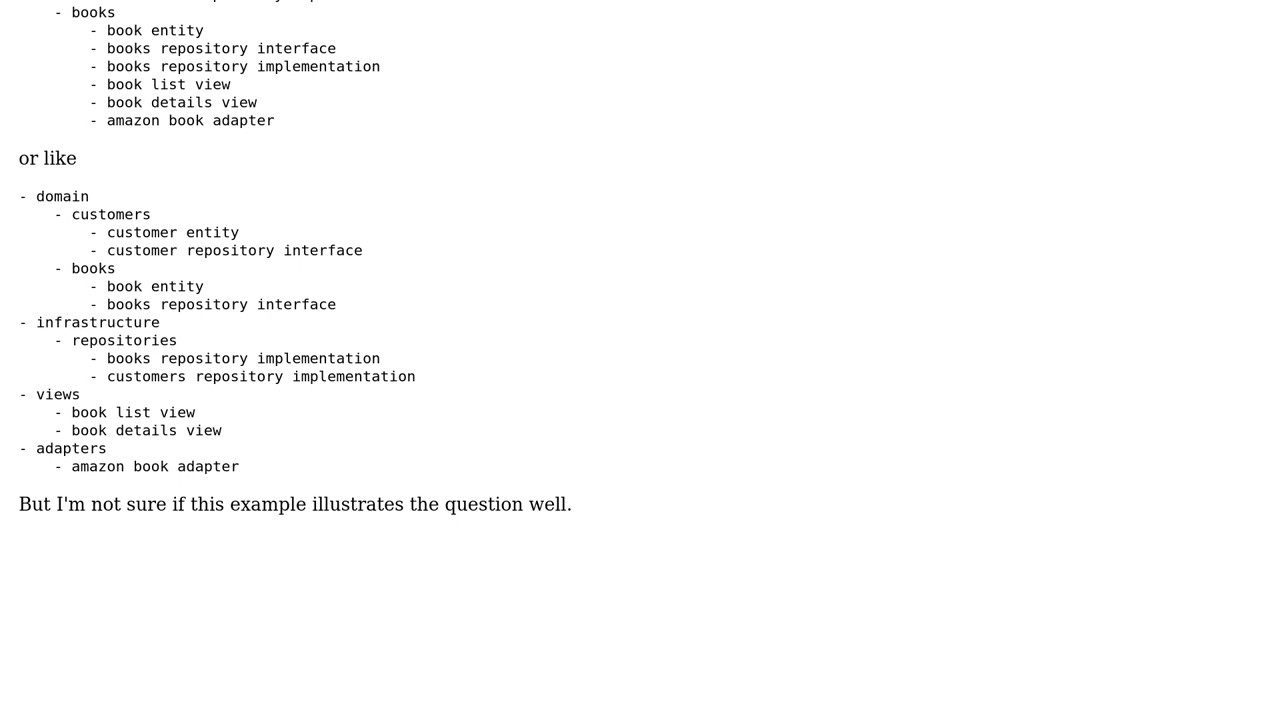 - books
- book entity
- books repository interface
- books repository implementation
- book list view
- book details view
- amazon book adapter
or like
- domain
- customers
- customer entity
- customer repository interface
- books
- book entity
- books repository interface
- infrastructure
- repositories
- books repository implementation
- customers repository implementation
- views
- book list view
- book details view
- adapters
- amazon book adapter
But I'm not sure if this example illustrates the question well.